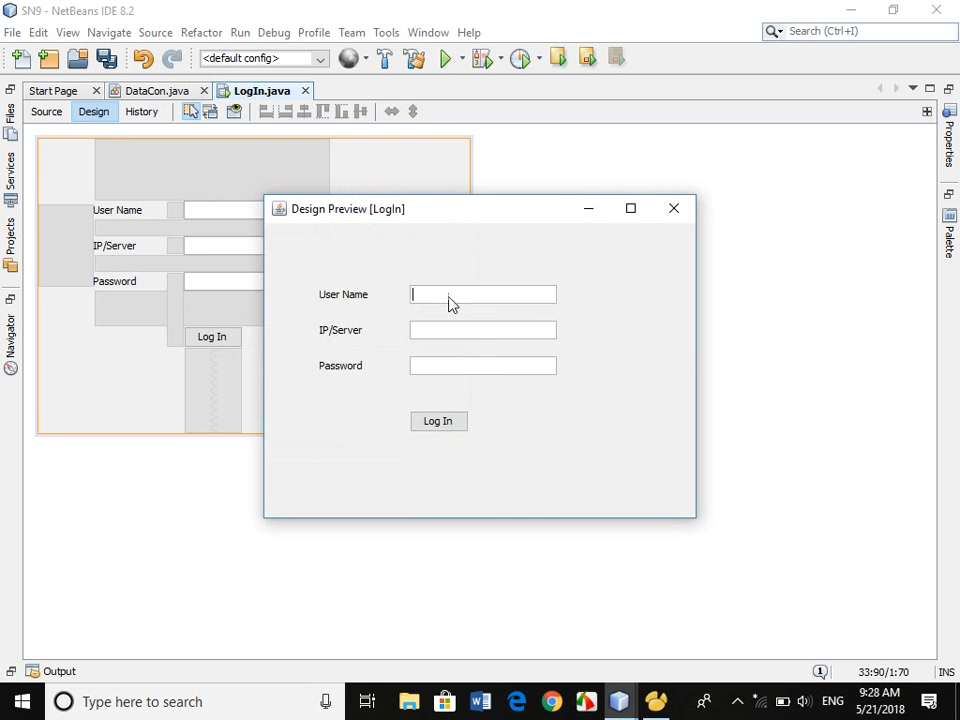 SN9 - NetBeans IDE 8.2
File Edit View Navigate Source Refactor Run Debug Profile Team Tools Window Help
Search (Ctrl+I)
<default config>
Start Page DataCon.java LogIn.java
Source Design History
Files
Services
Projects
Navigator
Properties
Palette
User Name
IP/Server
Password
Log In
Design Preview [LogIn]
User Name
IP/Server
Password
Log In
Output
1
33:90/1:70
INS
Type here to search
ENG
9:28 AM
5/21/2018